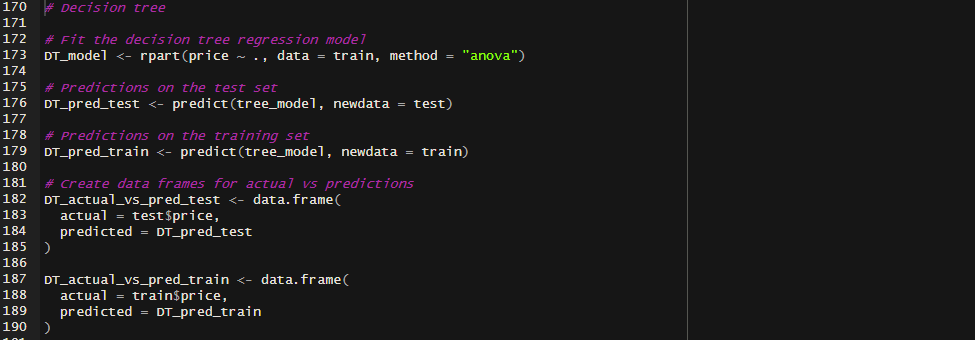 170 # Decision tree
171
172 # Fit the decision tree regression model
173 DT_model <- rpart(price ~ ., data = train, method = "anova")
174
175 # Predictions on the test set
176 DT_pred_test <- predict(tree_model, newdata = test)
177
178 # Predictions on the training set
179 DT_pred_train <- predict(tree_model, newdata = train)
180
181 # Create data frames for actual vs predictions
182 DT_actual_vs_pred_test <- data.frame(
183   actual = test$price,
184   predicted = DT_pred_test
185 )
186
187 DT_actual_vs_pred_train <- data.frame(
188   actual = train$price,
189   predicted = DT_pred_train
190 )